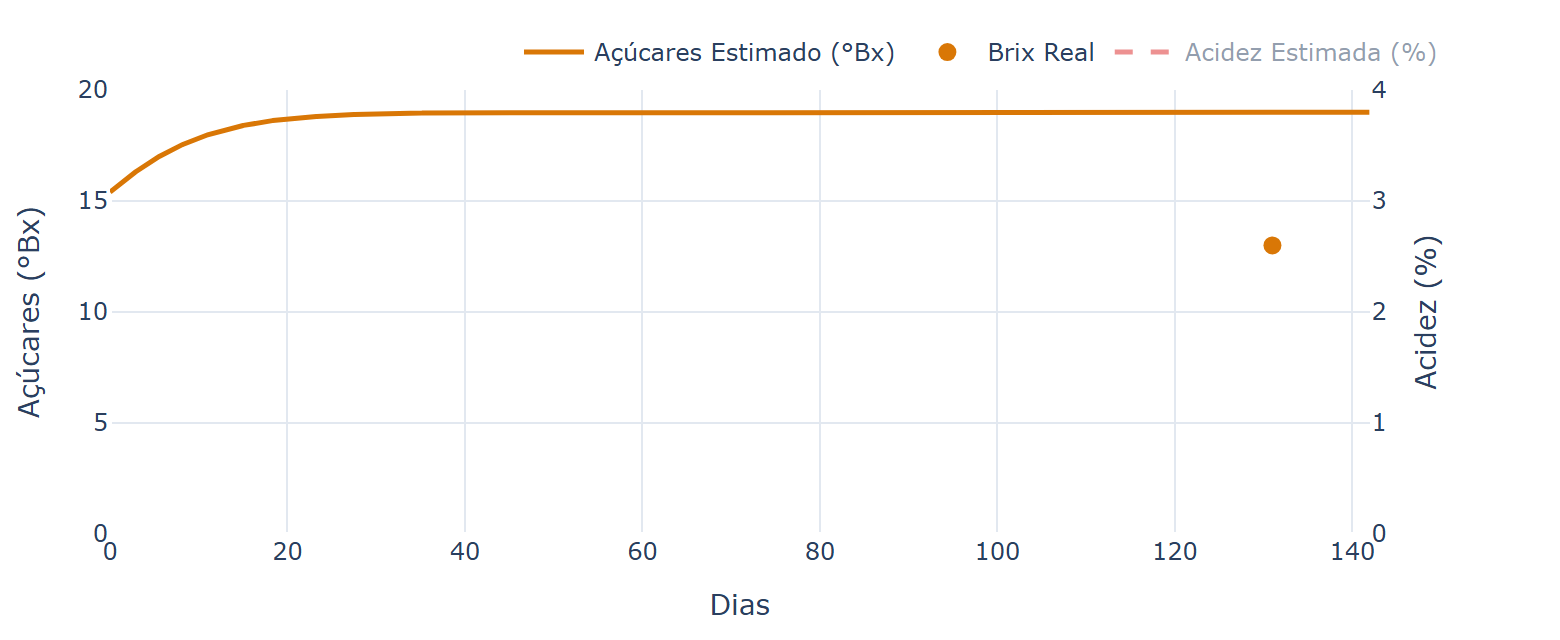 Açúcares Estimado (°Bx) Brix Real Acidez Estimada (%)
20 4
15 3
10 2
5 1
0 0
0 20 40 60 80 100 120 140
Açúcares (°Bx)
Acidez (%)
Dias